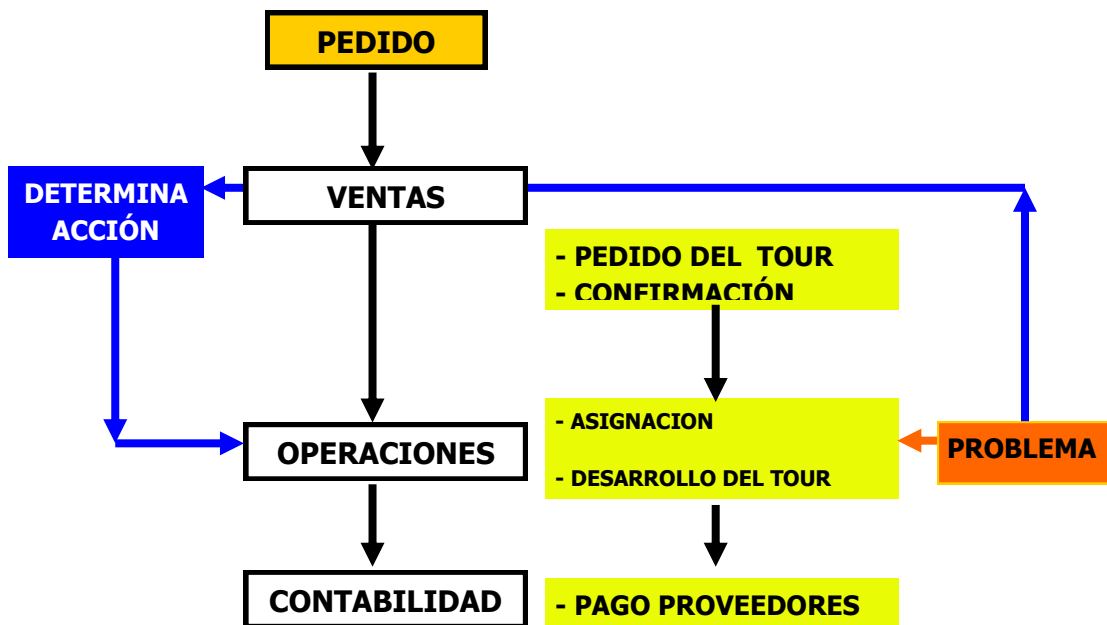 PEDIDO
DETERMINA
ACCIÓN
VENTAS
- PEDIDO DEL TOUR
- CONFIRMACIÓN
OPERACIONES
- ASIGNACION
- DESARROLLO DEL TOUR
PROBLEMA
CONTABILIDAD
- PAGO PROVEEDORES